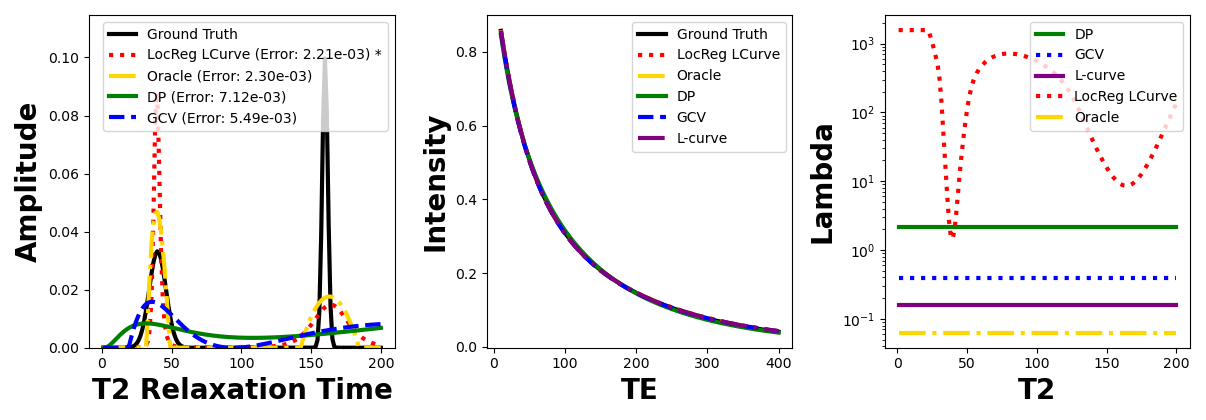 Amplitude
0.10
0.08
0.06
0.04
0.02
0.00
Ground Truth
LocReg LCurve (Error: 2.21e-03) *
Oracle (Error: 2.30e-03)
DP (Error: 7.12e-03)
GCV (Error: 5.49e-03)
0 50 100 150 200
T2 Relaxation Time
Intensity
0.8
0.6
0.4
0.2
0.0
Ground Truth
LocReg LCurve
Oracle
DP
GCV
L-curve
0 100 200 300 400
TE
Lambda
10³
10²
10¹
10⁰
10⁻¹
DP
GCV
L-curve
LocReg LCurve
Oracle
0 50 100 150 200
T2